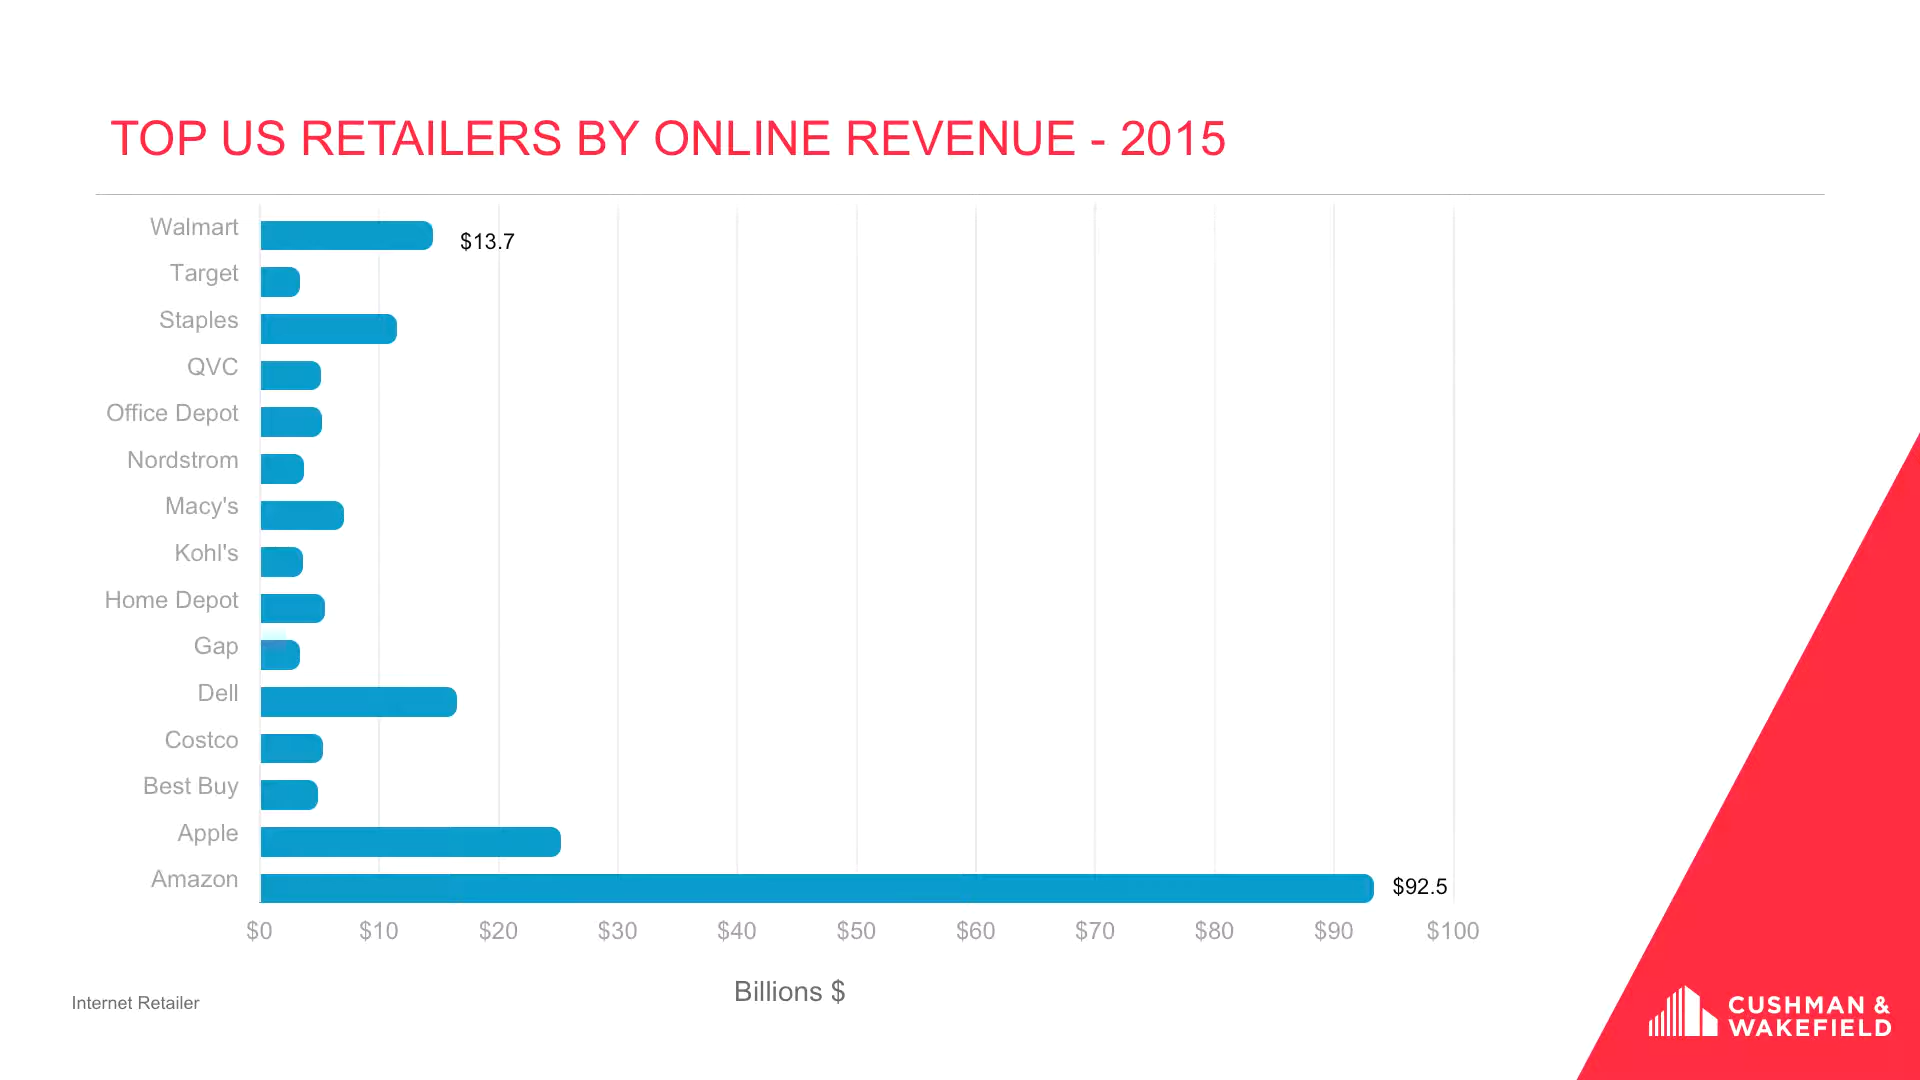 TOP US RETAILERS BY ONLINE REVENUE - 2015
Walmart
$13.7
Target
Staples
QVC
Office Depot
Nordstrom
Macy's
Kohl's
Home Depot
Gap
Dell
Costco
Best Buy
Apple
Amazon
$92.5
$0 $10 $20 $30 $40 $50 $60 $70 $80 $90 $100
Billions $
Internet Retailer
CUSHMAN &
WAKEFIELD